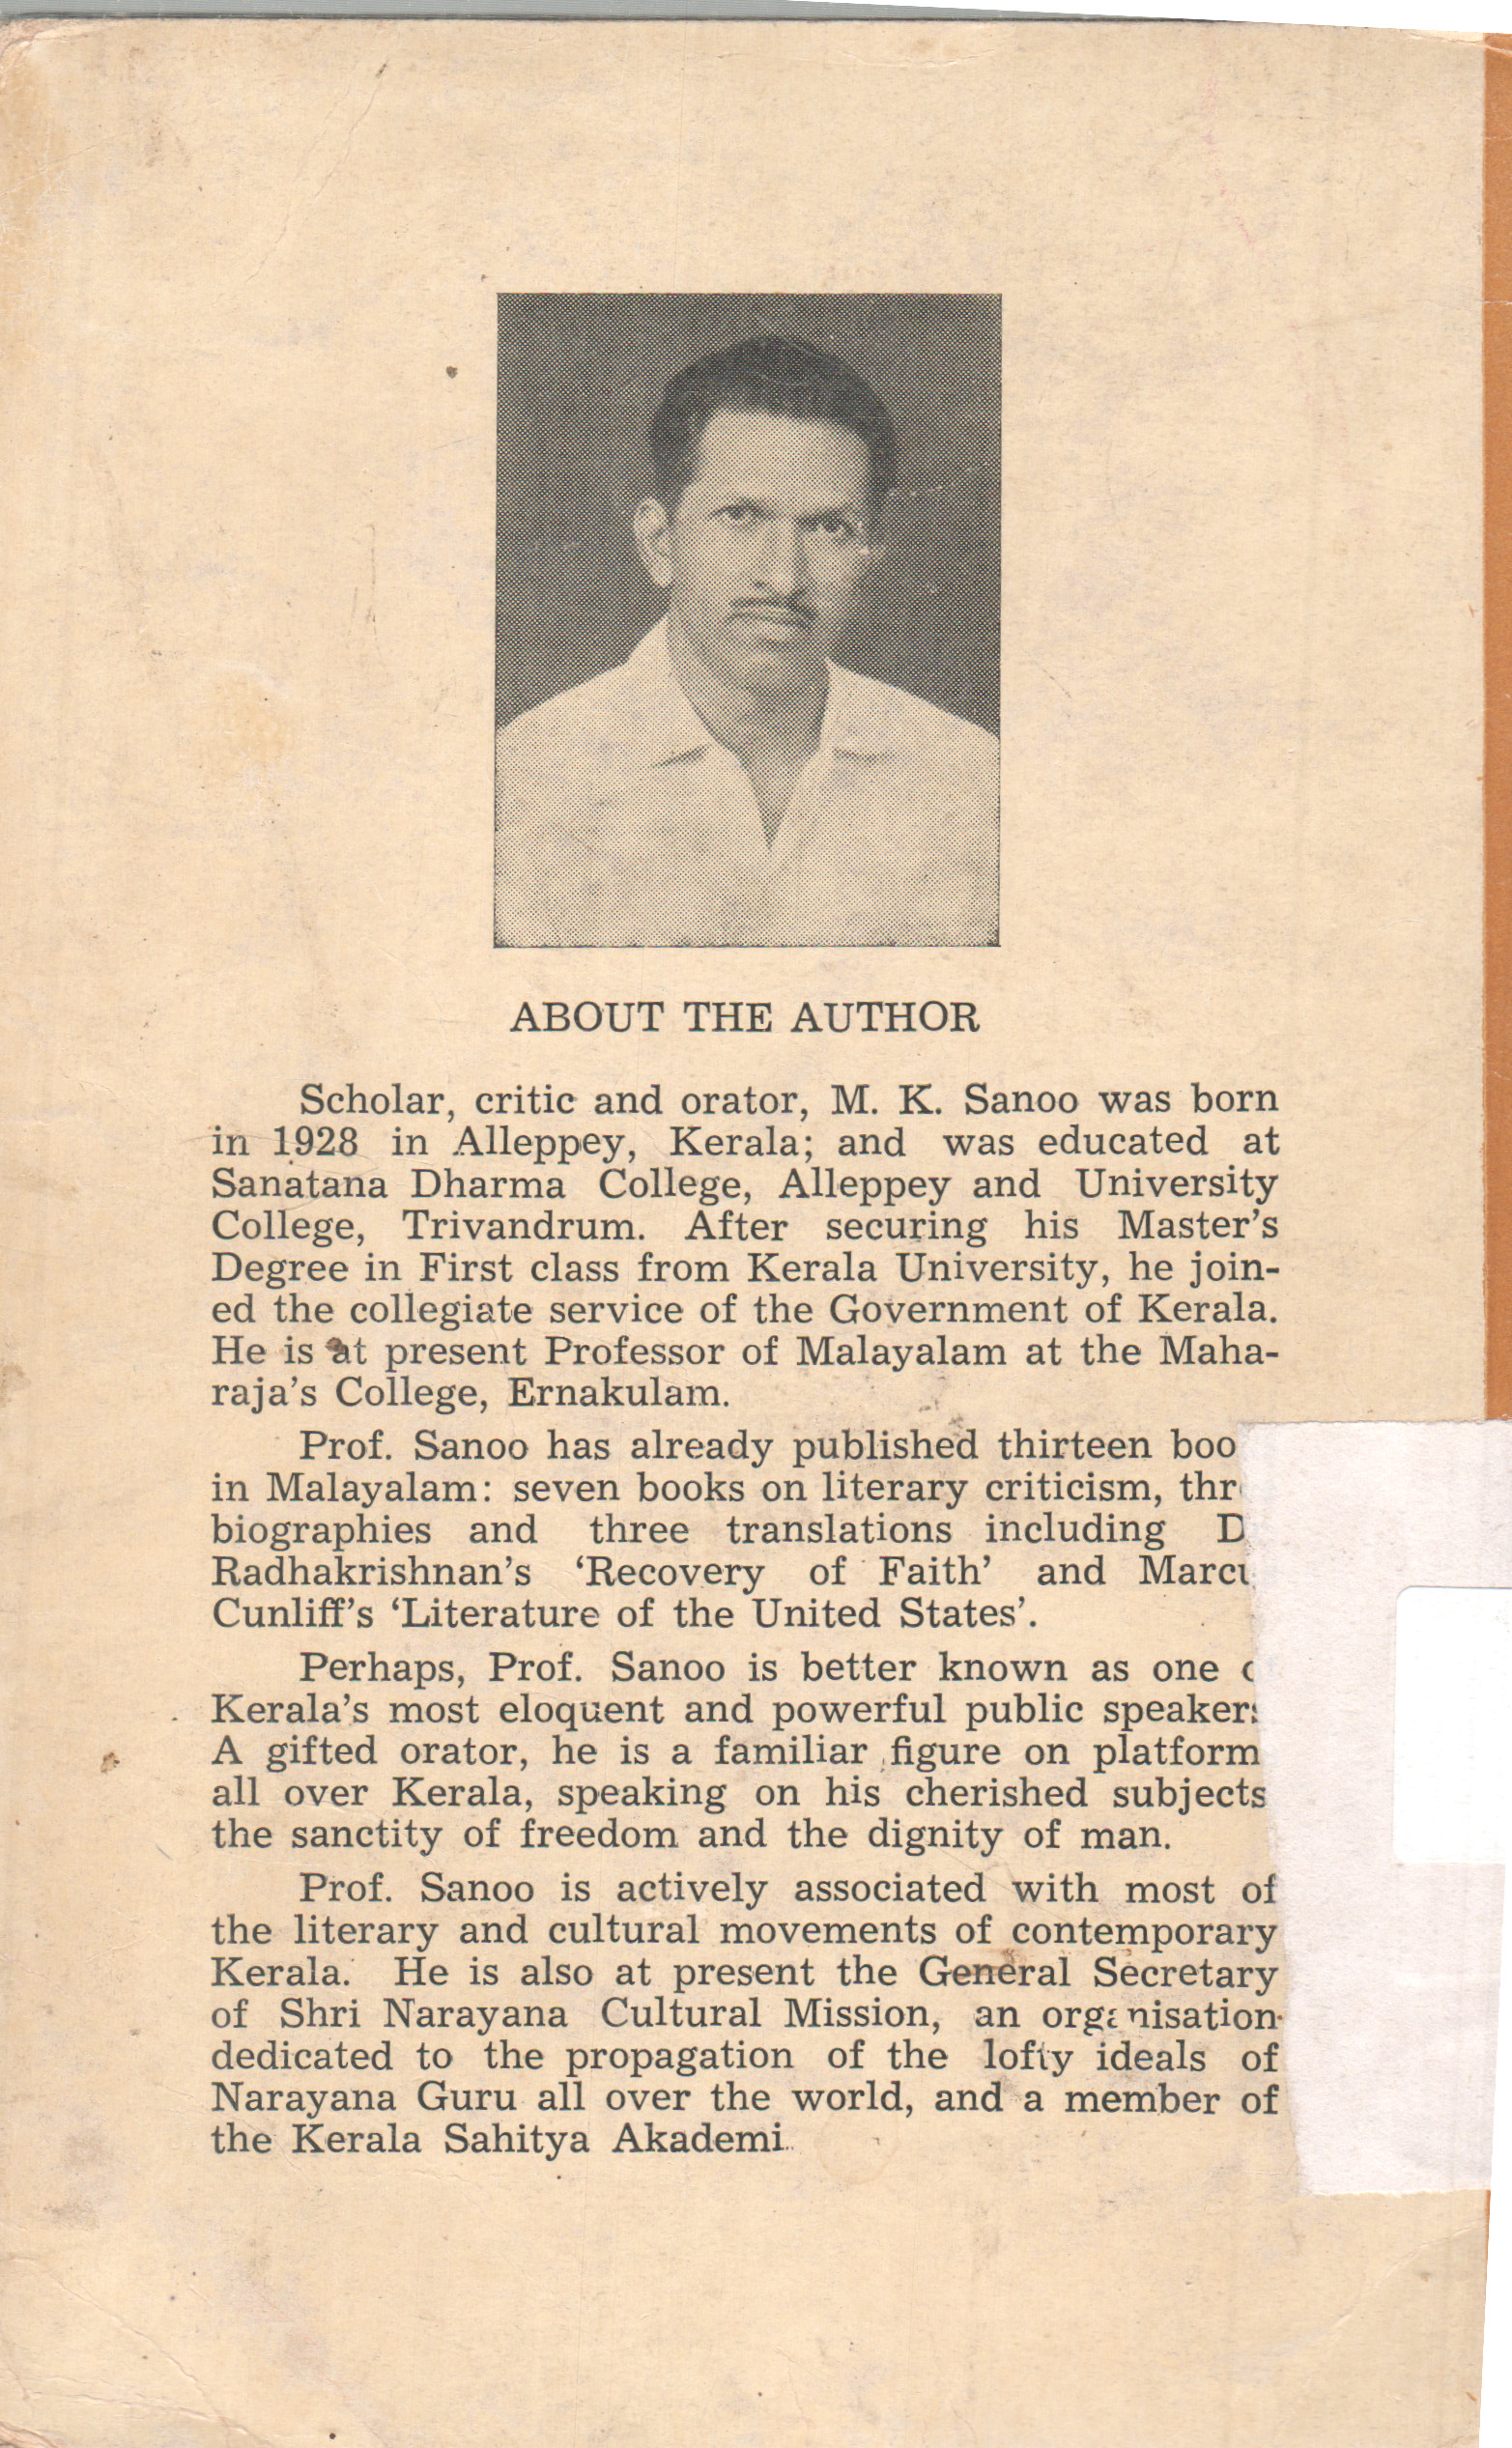 ABOUT THE AUTHOR
Scholar, critic and orator, M. K. Sanoo was born
in 1928 in Alleppey, Kerala; and was educated at
Sanatana Dharma College, Alleppey and University
College, Trivandrum. After securing his Master's
Degree in First class from Kerala University, he join-
ed the collegiate service of the Government of Kerala.
He is at present Professor of Malayalam at the Maha-
raja's College, Ernakulam.
Prof. Sanoo has already published thirteen
in Malayalam: seven books on literary criticism,
biographies and three translations including
Radhakrishnan's 'Recovery of Faith' and
Cunliff's 'Literature of the United States'.
Perhaps, Prof. Sanoo is better known as one
Kerala's most eloquent and powerful public
A gifted orator, he is a familiar figure on platform
all over Kerala, speaking on his cherished subjects
the sanctity of freedom and the dignity of man.
Prof. Sanoo is actively associated with most of
the literary and cultural movements of contemporary
Kerala. He is also at present the General Secretary
of Shri Narayana Cultural Mission, an organisation
dedicated to the propagation of the lofty ideals of
Narayana Guru all over the world, and a member of
the Kerala Sahitya Akademi.